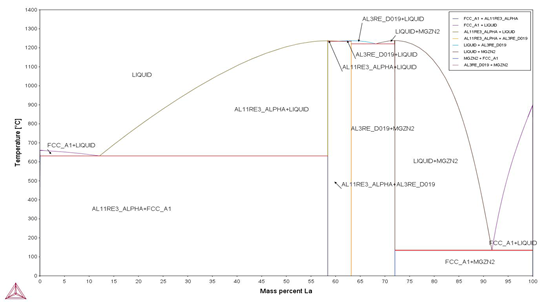 1400
1300
1200
1100
1000
900
800
700
600
500
400
300
200
100
0
Temperature [°C]
0 5 10 15 20 25 30 35 40 45 50 55 60 65 70 75 80 85 90 95 100
Mass percent La
AL3RE_D019+LIQUID
LIQUID+MGZN2
LIQUID
AL3RE_D019+LIQUID
AL11RE3_ALPHA+LIQUID
AL11RE3_ALPHA+LIQUID
AL3RE_D019+MGZN2
FCC_A1+LIQUID
LIQUID+MGZN2
AL11RE3_ALPHA+AL3RE_D019
AL11RE3_ALPHA+FCC_A1
FCC_A1+LIQUID
FCC_A1+MGZN2
FCC_A1 + AL11RE3_ALPHA
FCC_A1 + LIQUID
AL11RE3_ALPHA + LIQUID
AL11RE3_ALPHA + AL3RE_D019
LIQUID + AL3RE_D019
LIQUID + MGZN2
MGZN2 + FCC_A1
AL3RE_D019 + MGZN2